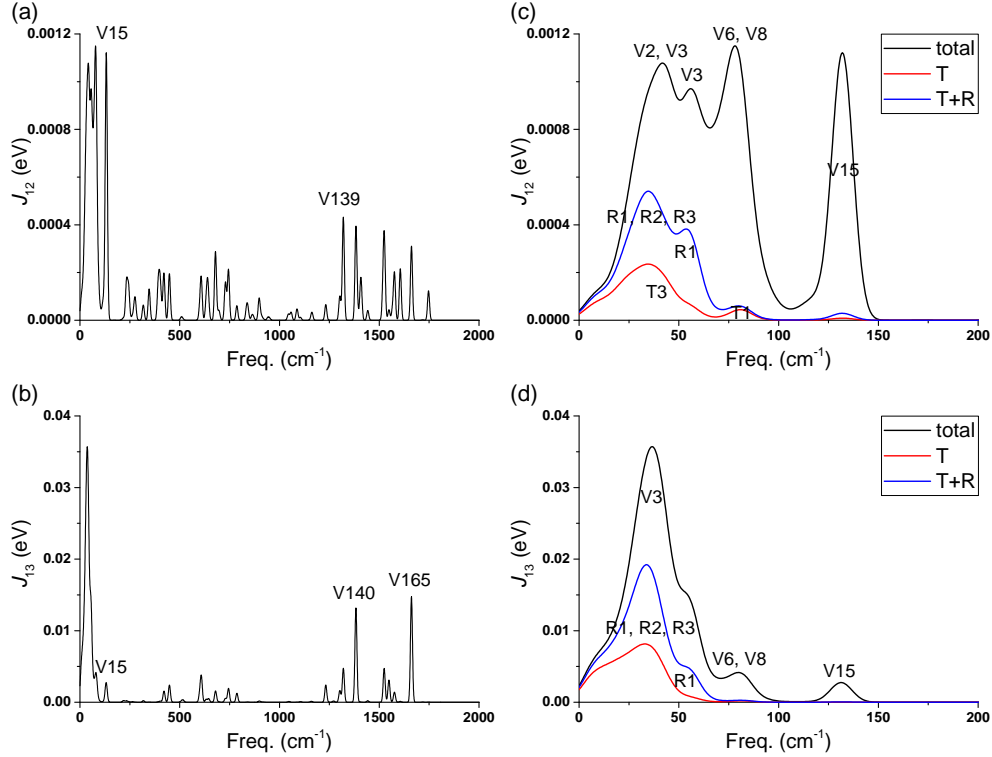 (a)
V15
V139
J12 (eV)
0.0012
0.0008
0.0004
0.0000
0
500
1000
1500
2000
Freq. (cm-1)
(c)
V2, V3
V3
V6, V8
V15
R1, R2, R3
R1
T3
T1
total
T
T+R
J12 (eV)
0.0012
0.0008
0.0004
0.0000
0
50
100
150
200
Freq. (cm-1)
(b)
V15
V140
V165
J13 (eV)
0.04
0.03
0.02
0.01
0.00
0
500
1000
1500
2000
Freq. (cm-1)
(d)
V3
R1, R2, R3
R1
V6, V8
V15
total
T
T+R
J13 (eV)
0.04
0.03
0.02
0.01
0.00
0
50
100
150
200
Freq. (cm-1)